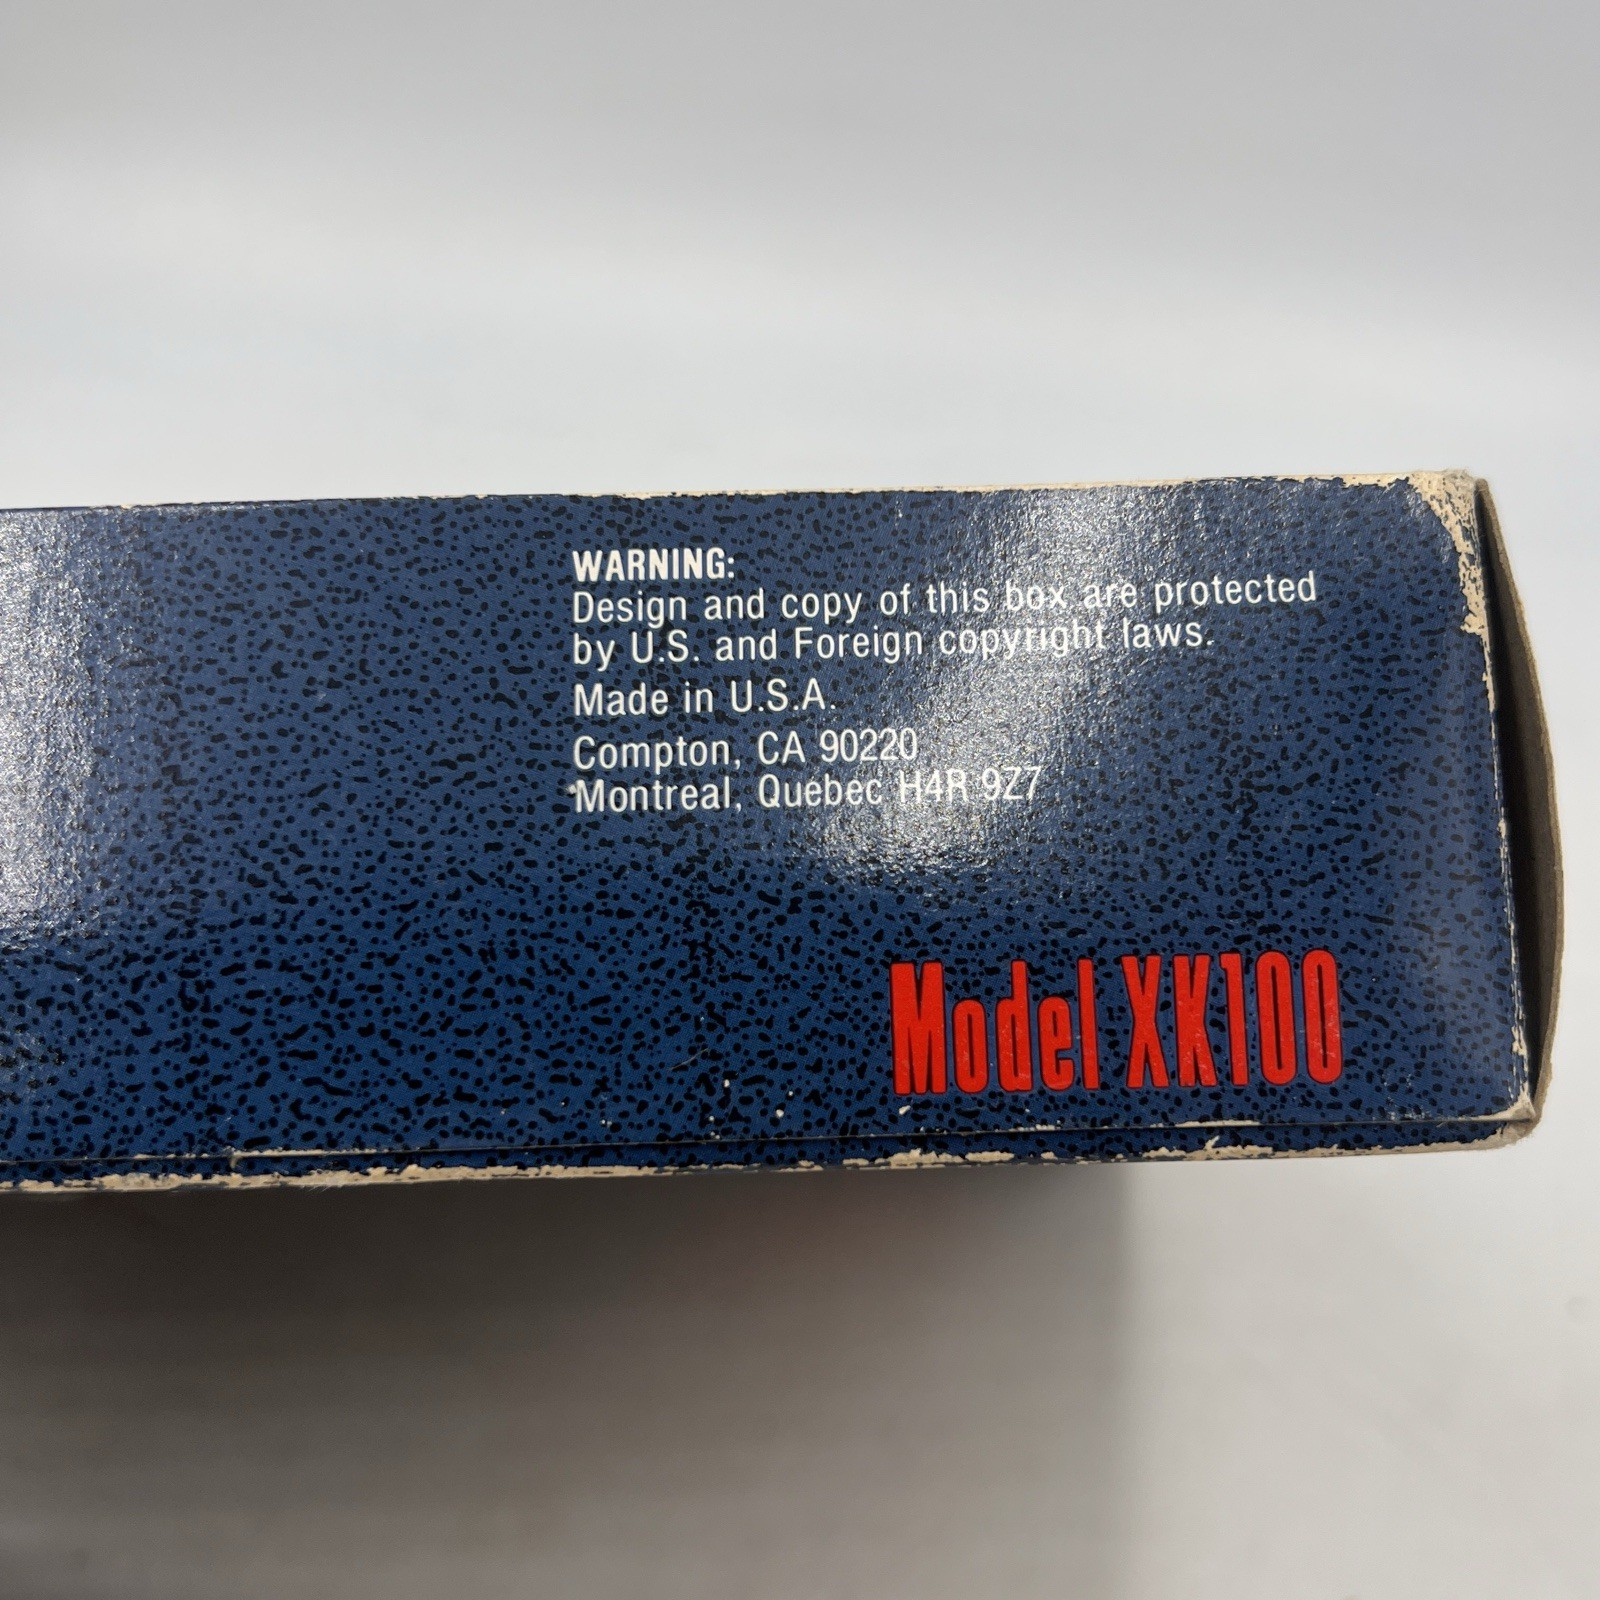 WARNING:
Design and copy of this box are protected
by U.S. and Foreign copyright laws.
Made in U.S.A.
Compton, CA 90220
Montreal, Quebec H4R 9Z7
Model XK100